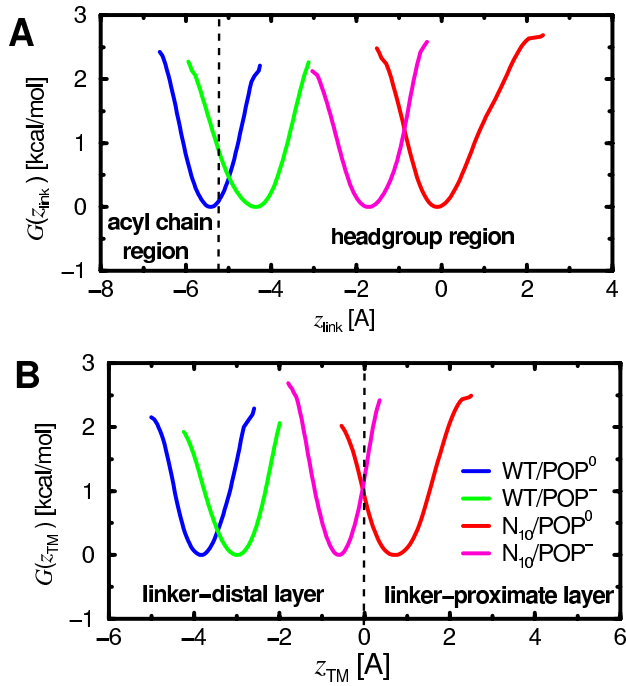 A
3
2
1
0
−1
G(z_link) [kcal/mol]
acyl chain
region
headgroup region
−8 −6 −4 −2 0 2 4
z_link [A]
B
3
2
1
0
−1
G(z_TM) [kcal/mol]
WT/POP⁰
WT/POP⁻
N₁₀/POP⁰
N₁₀/POP⁻
linker−distal layer
linker−proximate layer
−6 −4 −2 0 2 4 6
z_TM [A]